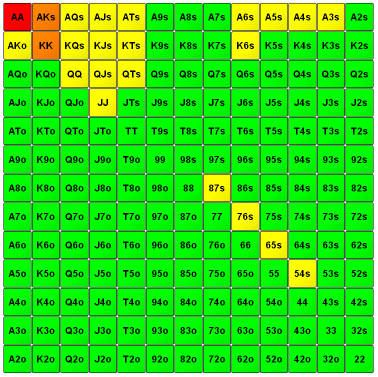 AA AKs AQs AJs ATs A9s A8s A7s A6s A5s A4s A3s A2s
AKo KK KQs KJs KTs K9s K8s K7s K6s K5s K4s K3s K2s
AQo KQo QQ QJs QTs Q9s Q8s Q7s Q6s Q5s Q4s Q3s Q2s
AJo KJo QJo JJ JTs J9s J8s J7s J6s J5s J4s J3s J2s
ATo KTo QTo JTo TT T9s T8s T7s T6s T5s T4s T3s T2s
A9o K9o Q9o J9o T9o 99 98s 97s 96s 95s 94s 93s 92s
A8o K8o Q8o J8o T8o 98o 88 87s 86s 85s 84s 83s 82s
A7o K7o Q7o J7o T7o 97o 87o 77 76s 75s 74s 73s 72s
A6o K6o Q6o J6o T6o 96o 86o 76o 66 65s 64s 63s 62s
A5o K5o Q5o J5o T5o 95o 85o 75o 65o 55 54s 53s 52s
A4o K4o Q4o J4o T4o 94o 84o 74o 64o 54o 44 43s 42s
A3o K3o Q3o J3o T3o 93o 83o 73o 63o 53o 43o 33 32s
A2o K2o Q2o J2o T2o 92o 82o 72o 62o 52o 42o 32o 22